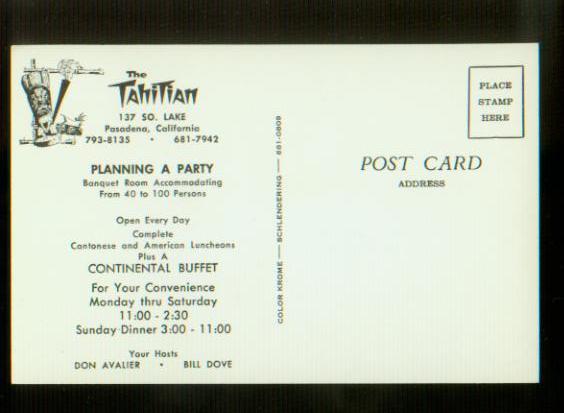 The
TAHITIAN
137 SO. LAKE
Pasadena, California
793-8135 • 681-7942
PLANNING A PARTY
Banquet Room Accommodating
From 40 to 100 Persons
Open Every Day
Complete
Cantonese and American Luncheons
Plus A
CONTINENTAL BUFFET
For Your Convenience
Monday thru Saturday
11:00 - 2:30
Sunday Dinner 3:00 - 11:00
Your Hosts
DON AVALIER • BILL DOVE
COLOR KROME — SCHLENDERING — 681-0809
PLACE
STAMP
HERE
POST CARD
ADDRESS